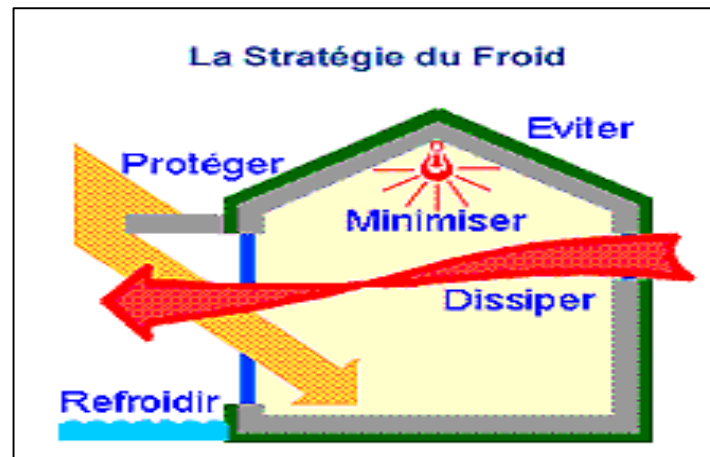 La Stratégie du Froid
Eviter
Protéger
Minimiser
Dissiper
Refroidir